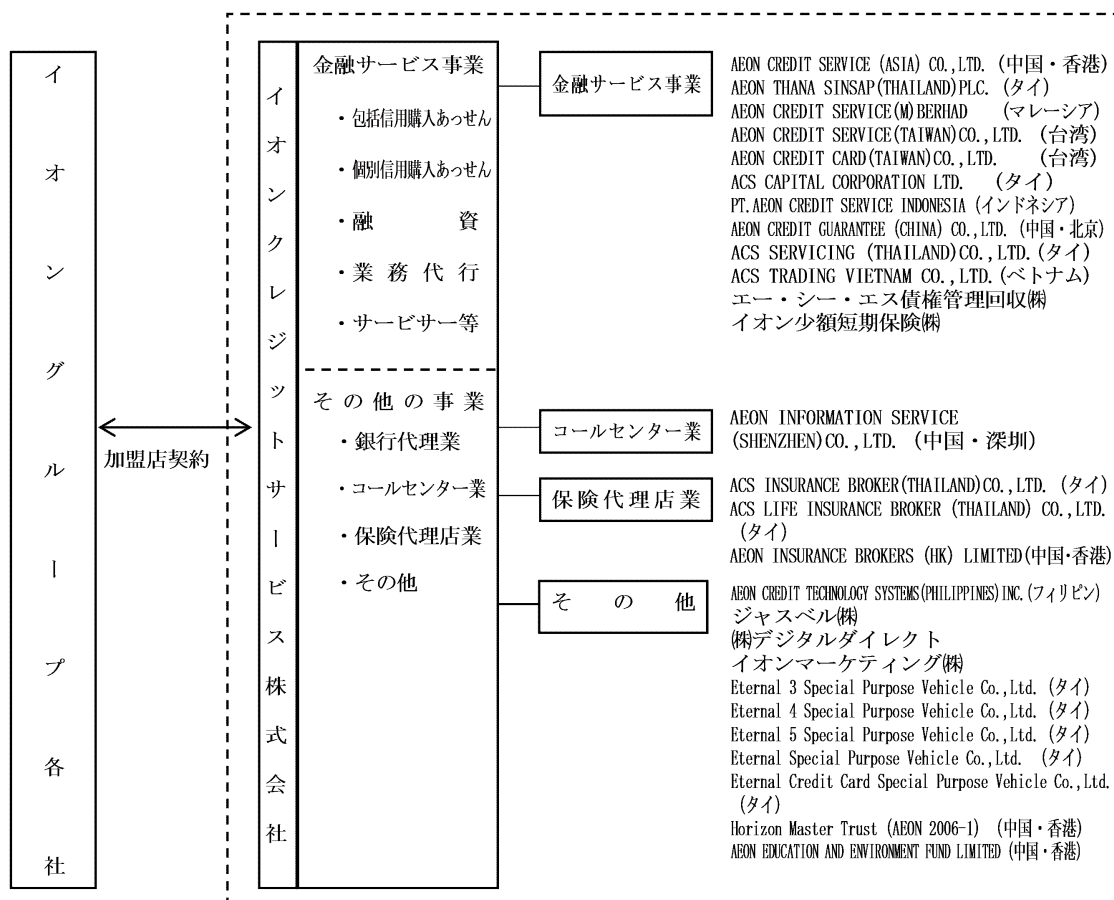 イオングループ各社
加盟店契約
イオンクレジットサービス株式会社
金融サービス事業
・包括信用購入あっせん
・個別信用購入あっせん
・融　　　資
・業務代行
・サービサー等
その他の事業
・銀行代理業
・コールセンター業
・保険代理店業
・その他
金融サービス事業
AEON CREDIT SERVICE (ASIA) CO.,LTD. (中国・香港)
AEON THANA SINSAP(THAILAND)PLC. (タイ)
AEON CREDIT SERVICE(M)BERHAD (マレーシア)
AEON CREDIT SERVICE(TAIWAN)CO.,LTD. (台湾)
AEON CREDIT CARD(TAIWAN)CO.,LTD. (台湾)
ACS CAPITAL CORPORATION LTD. (タイ)
PT.AEON CREDIT SERVICE INDONESIA (インドネシア)
AEON CREDIT GUARANTEE (CHINA) CO.,LTD. (中国・北京)
ACS SERVICING (THAILAND)CO.,LTD. (タイ)
ACS TRADING VIETNAM CO.,LTD. (ベトナム)
エー・シー・エス債権管理回収㈱
イオン少額短期保険㈱
コールセンター業
AEON INFORMATION SERVICE
(SHENZHEN)CO.,LTD. (中国・深圳)
保険代理店業
ACS INSURANCE BROKER(THAILAND)CO.,LTD. (タイ)
ACS LIFE INSURANCE BROKER (THAILAND) CO.,LTD.
(タイ)
AEON INSURANCE BROKERS (HK) LIMITED(中国・香港)
そ の 他
AEON CREDIT TECHNOLOGY SYSTEMS(PHILIPPINES)INC.(フィリピン)
ジャスベル㈱
㈱デジタルダイレクト
イオンマーケティング㈱
Eternal 3 Special Purpose Vehicle Co.,Ltd. (タイ)
Eternal 4 Special Purpose Vehicle Co.,Ltd. (タイ)
Eternal 5 Special Purpose Vehicle Co.,Ltd. (タイ)
Eternal Special Purpose Vehicle Co.,Ltd. (タイ)
Eternal Credit Card Special Purpose Vehicle Co.,Ltd.
(タイ)
Horizon Master Trust (AEON 2006-1) (中国・香港)
AEON EDUCATION AND ENVIRONMENT FUND LIMITED (中国・香港)